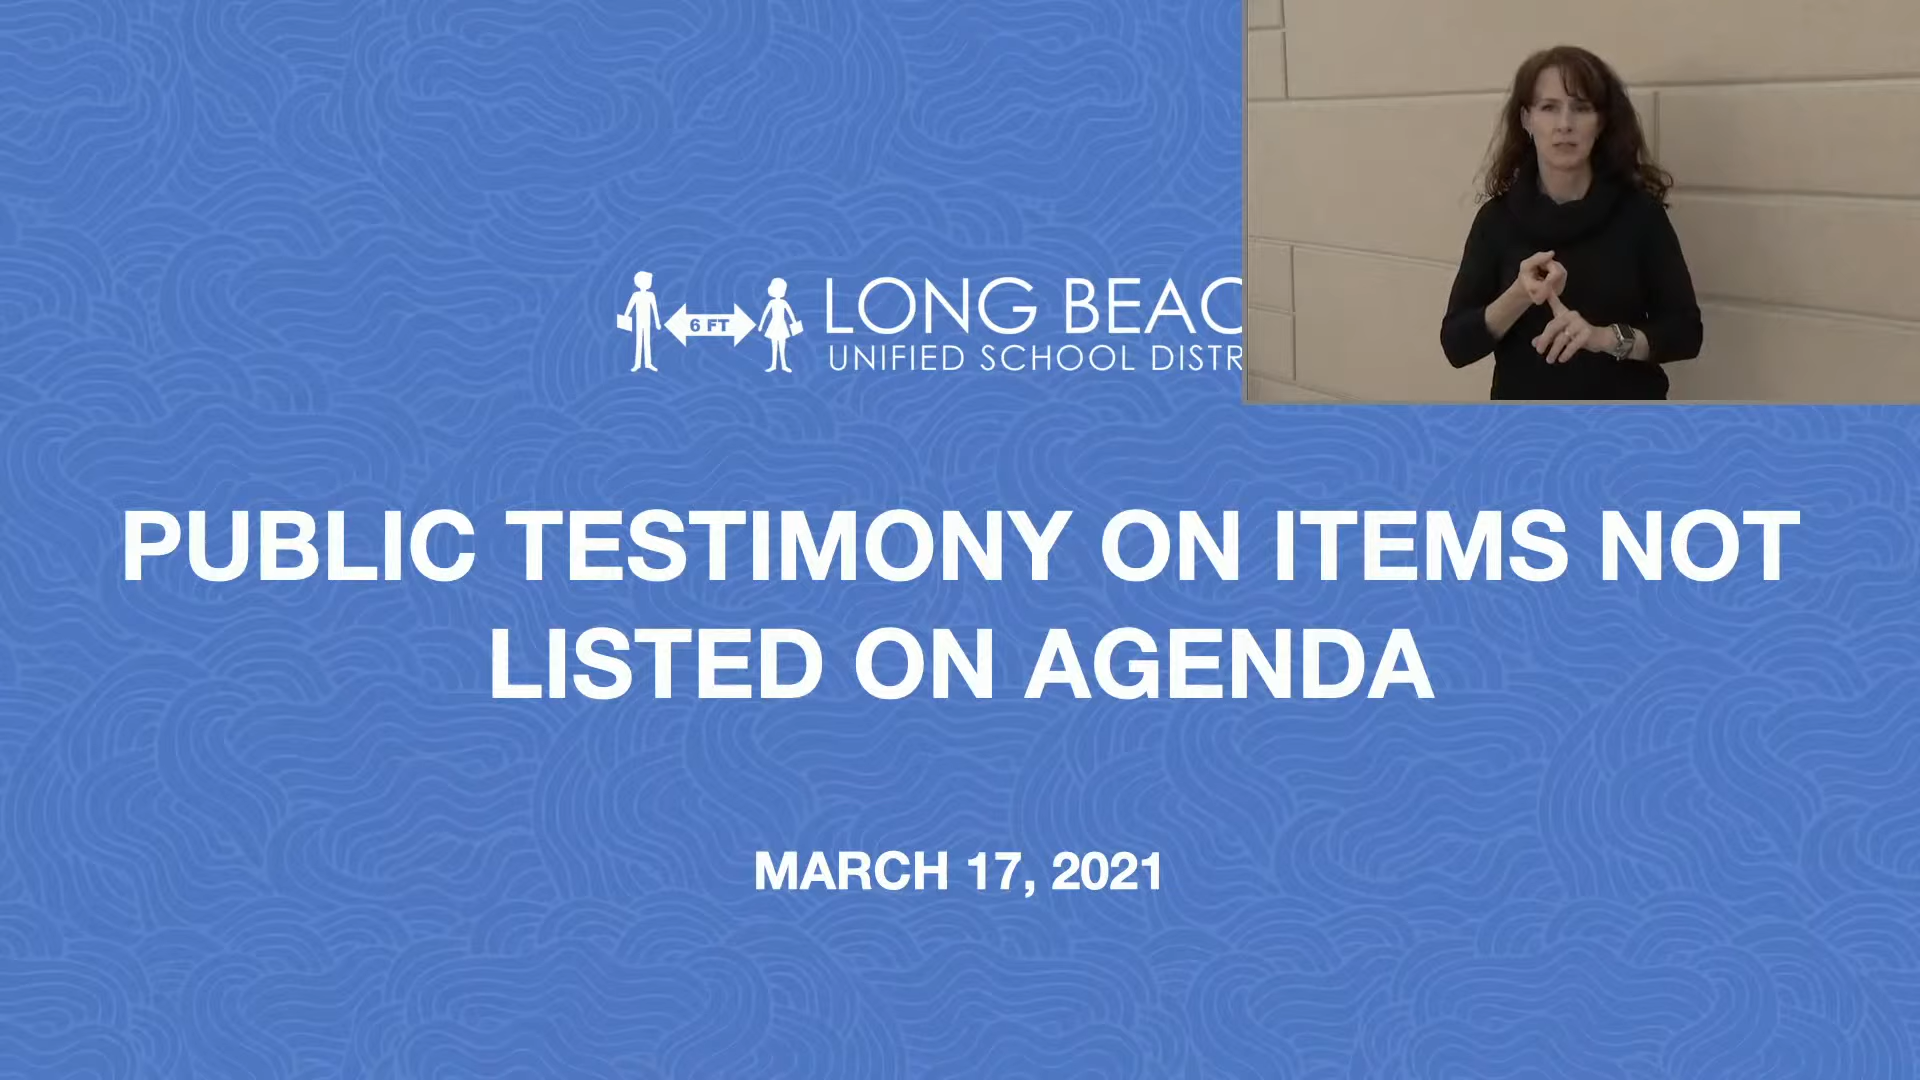 6 FT
LONG BEAC
UNIFIED SCHOOL DISTR
PUBLIC TESTIMONY ON ITEMS NOT
LISTED ON AGENDA
MARCH 17, 2021